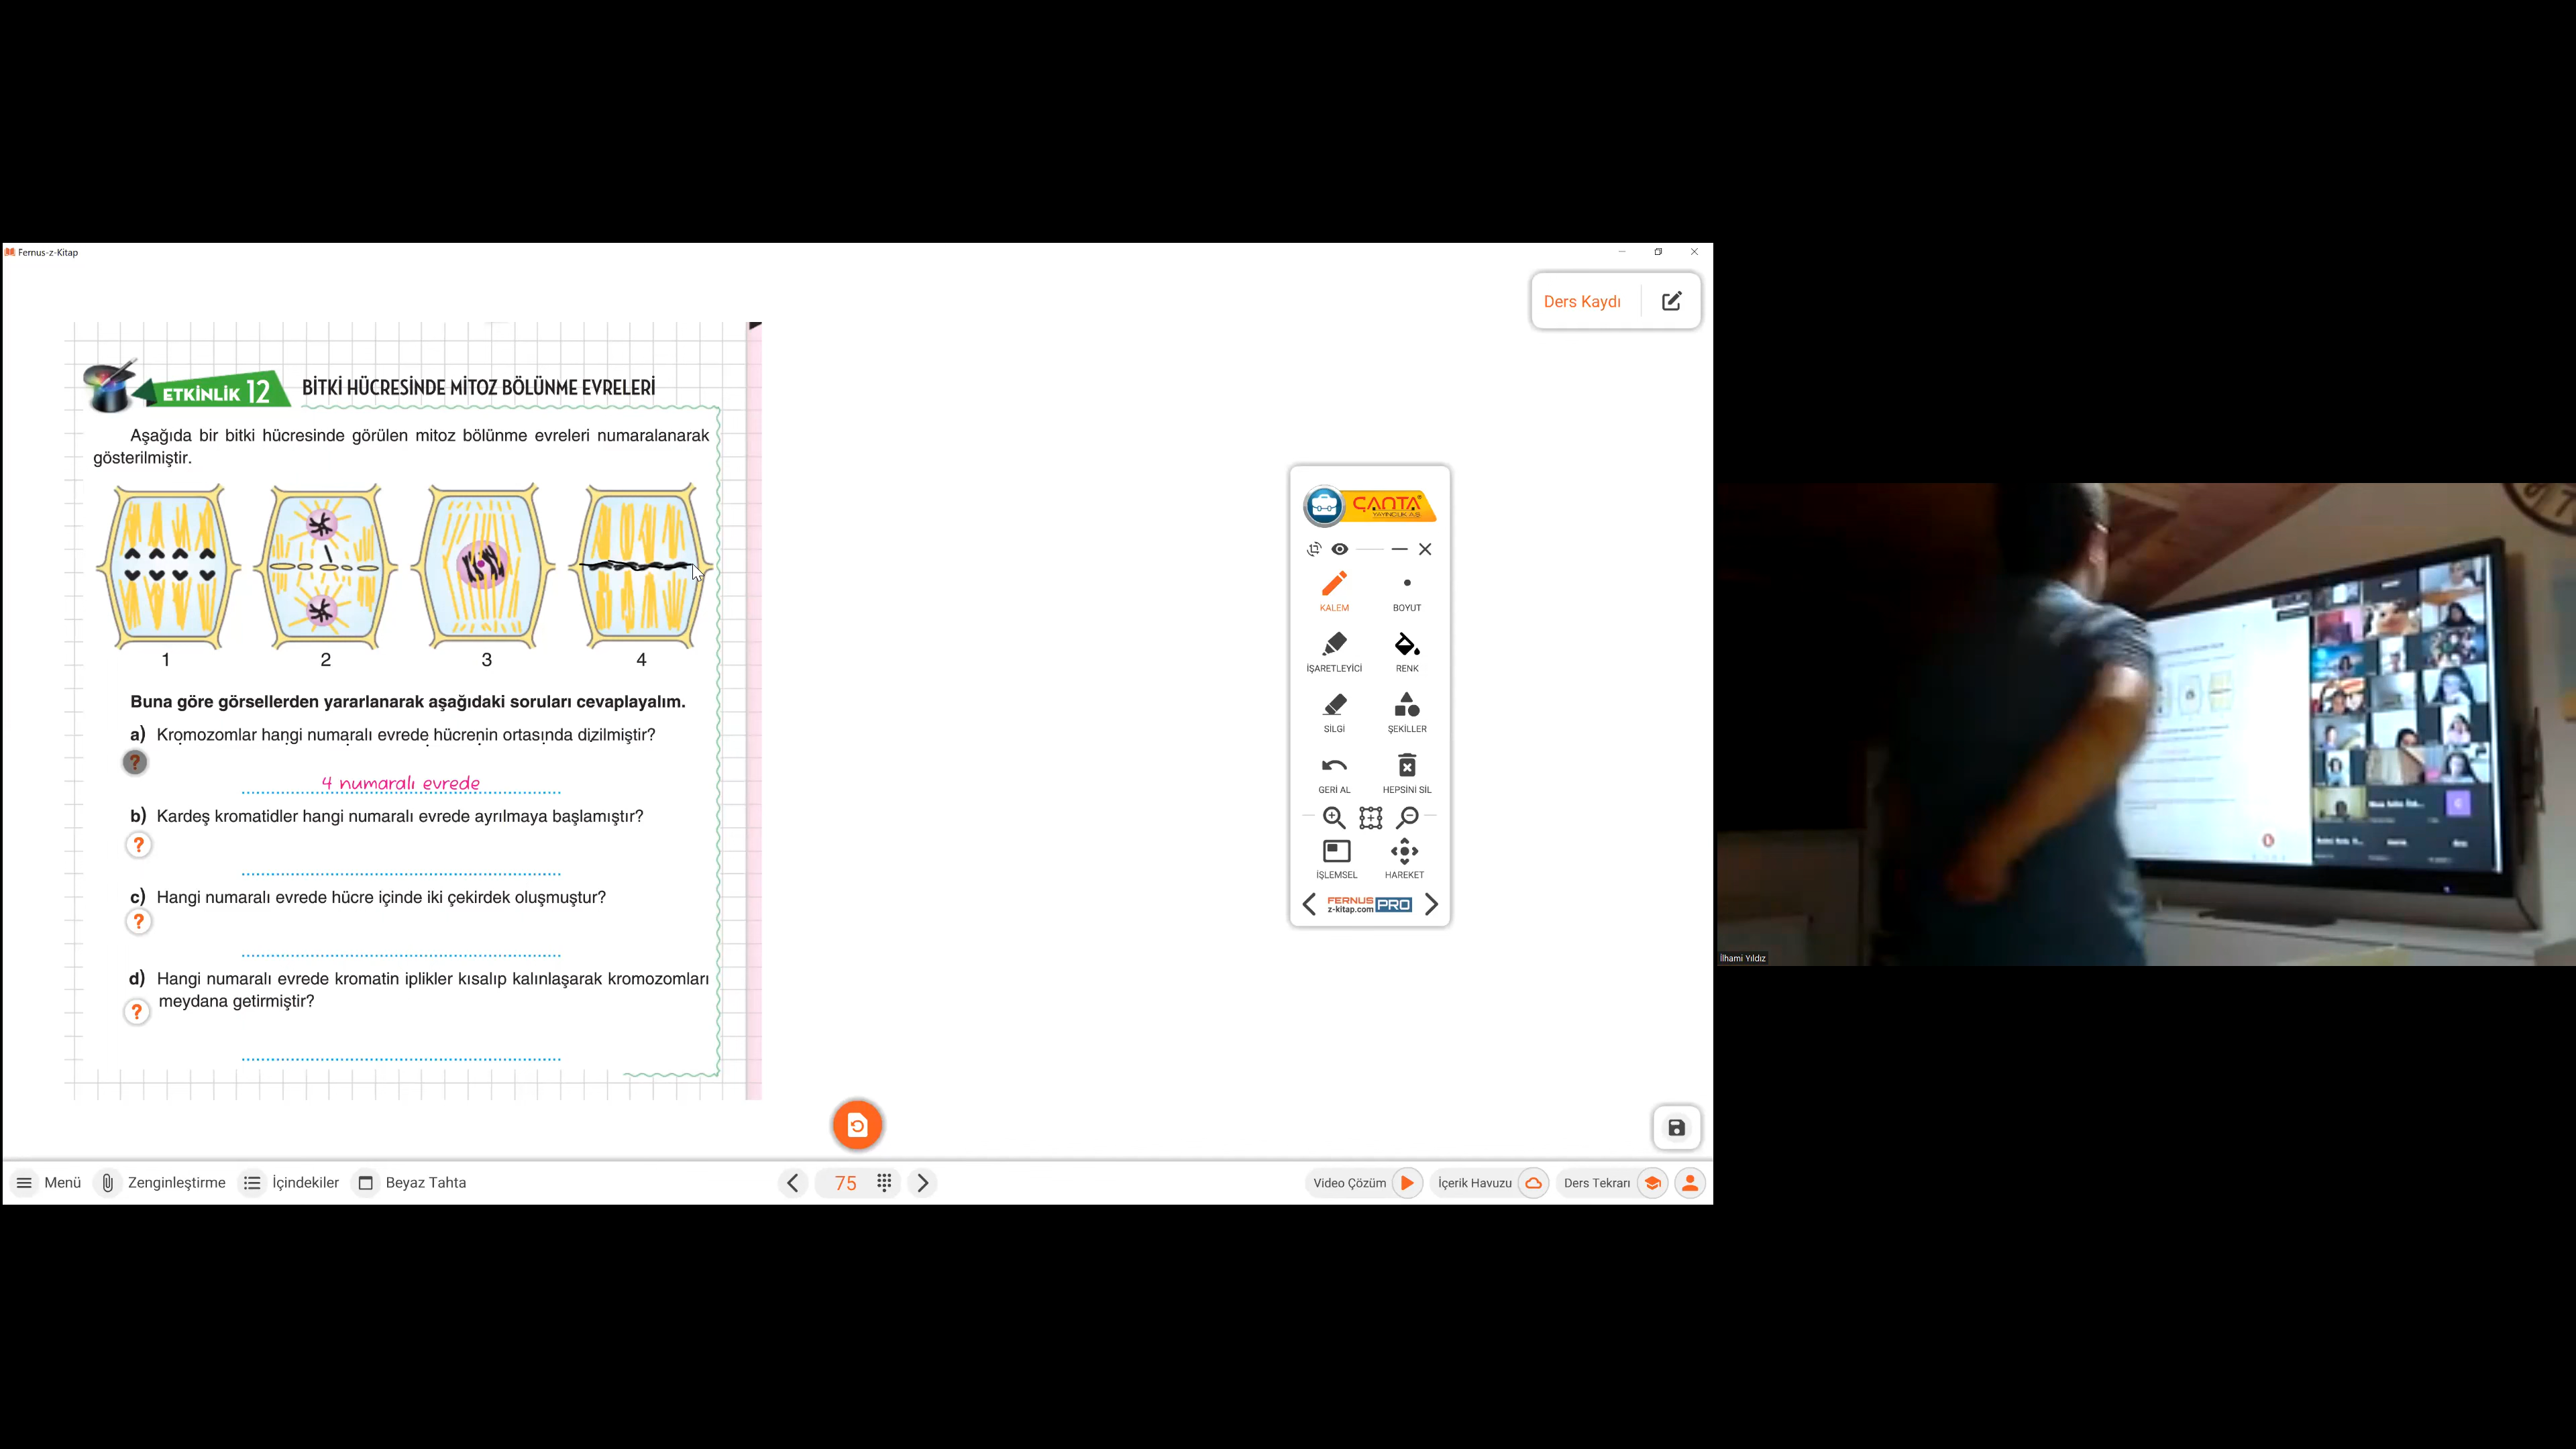 Fernus-z-Kitap
Ders Kaydı
ETKİNLİK 12
BİTKİ HÜCRESİNDE MİTOZ BÖLÜNME EVRELERİ
Aşağıda bir bitki hücresinde görülen mitoz bölünme evreleri numaralanarak
gösterilmiştir.
1 2 3 4
Buna göre görsellerden yararlanarak aşağıdaki soruları cevaplayalım.
a) Kromozomlar hangi numaralı evrede hücrenin ortasında dizilmiştir?
?
4 numaralı evrede
b) Kardeş kromatidler hangi numaralı evrede ayrılmaya başlamıştır?
?
c) Hangi numaralı evrede hücre içinde iki çekirdek oluşmuştur?
?
d) Hangi numaralı evrede kromatin iplikler kısalıp kalınlaşarak kromozomları
meydana getirmiştir?
?
ÇANTA
YAYINCILIK A.Ş.
KALEM BOYUT
İŞARETLEYİCİ RENK
SİLGİ ŞEKİLLER
GERİ AL HEPSİNİ SİL
İŞLEMSEL HAREKET
FERNUS
z-kitap.com PRO
İlhami Yıldız
Menü Zenginleştirme İçindekiler Beyaz Tahta 75 Video Çözüm İçerik Havuzu Ders Tekrarı